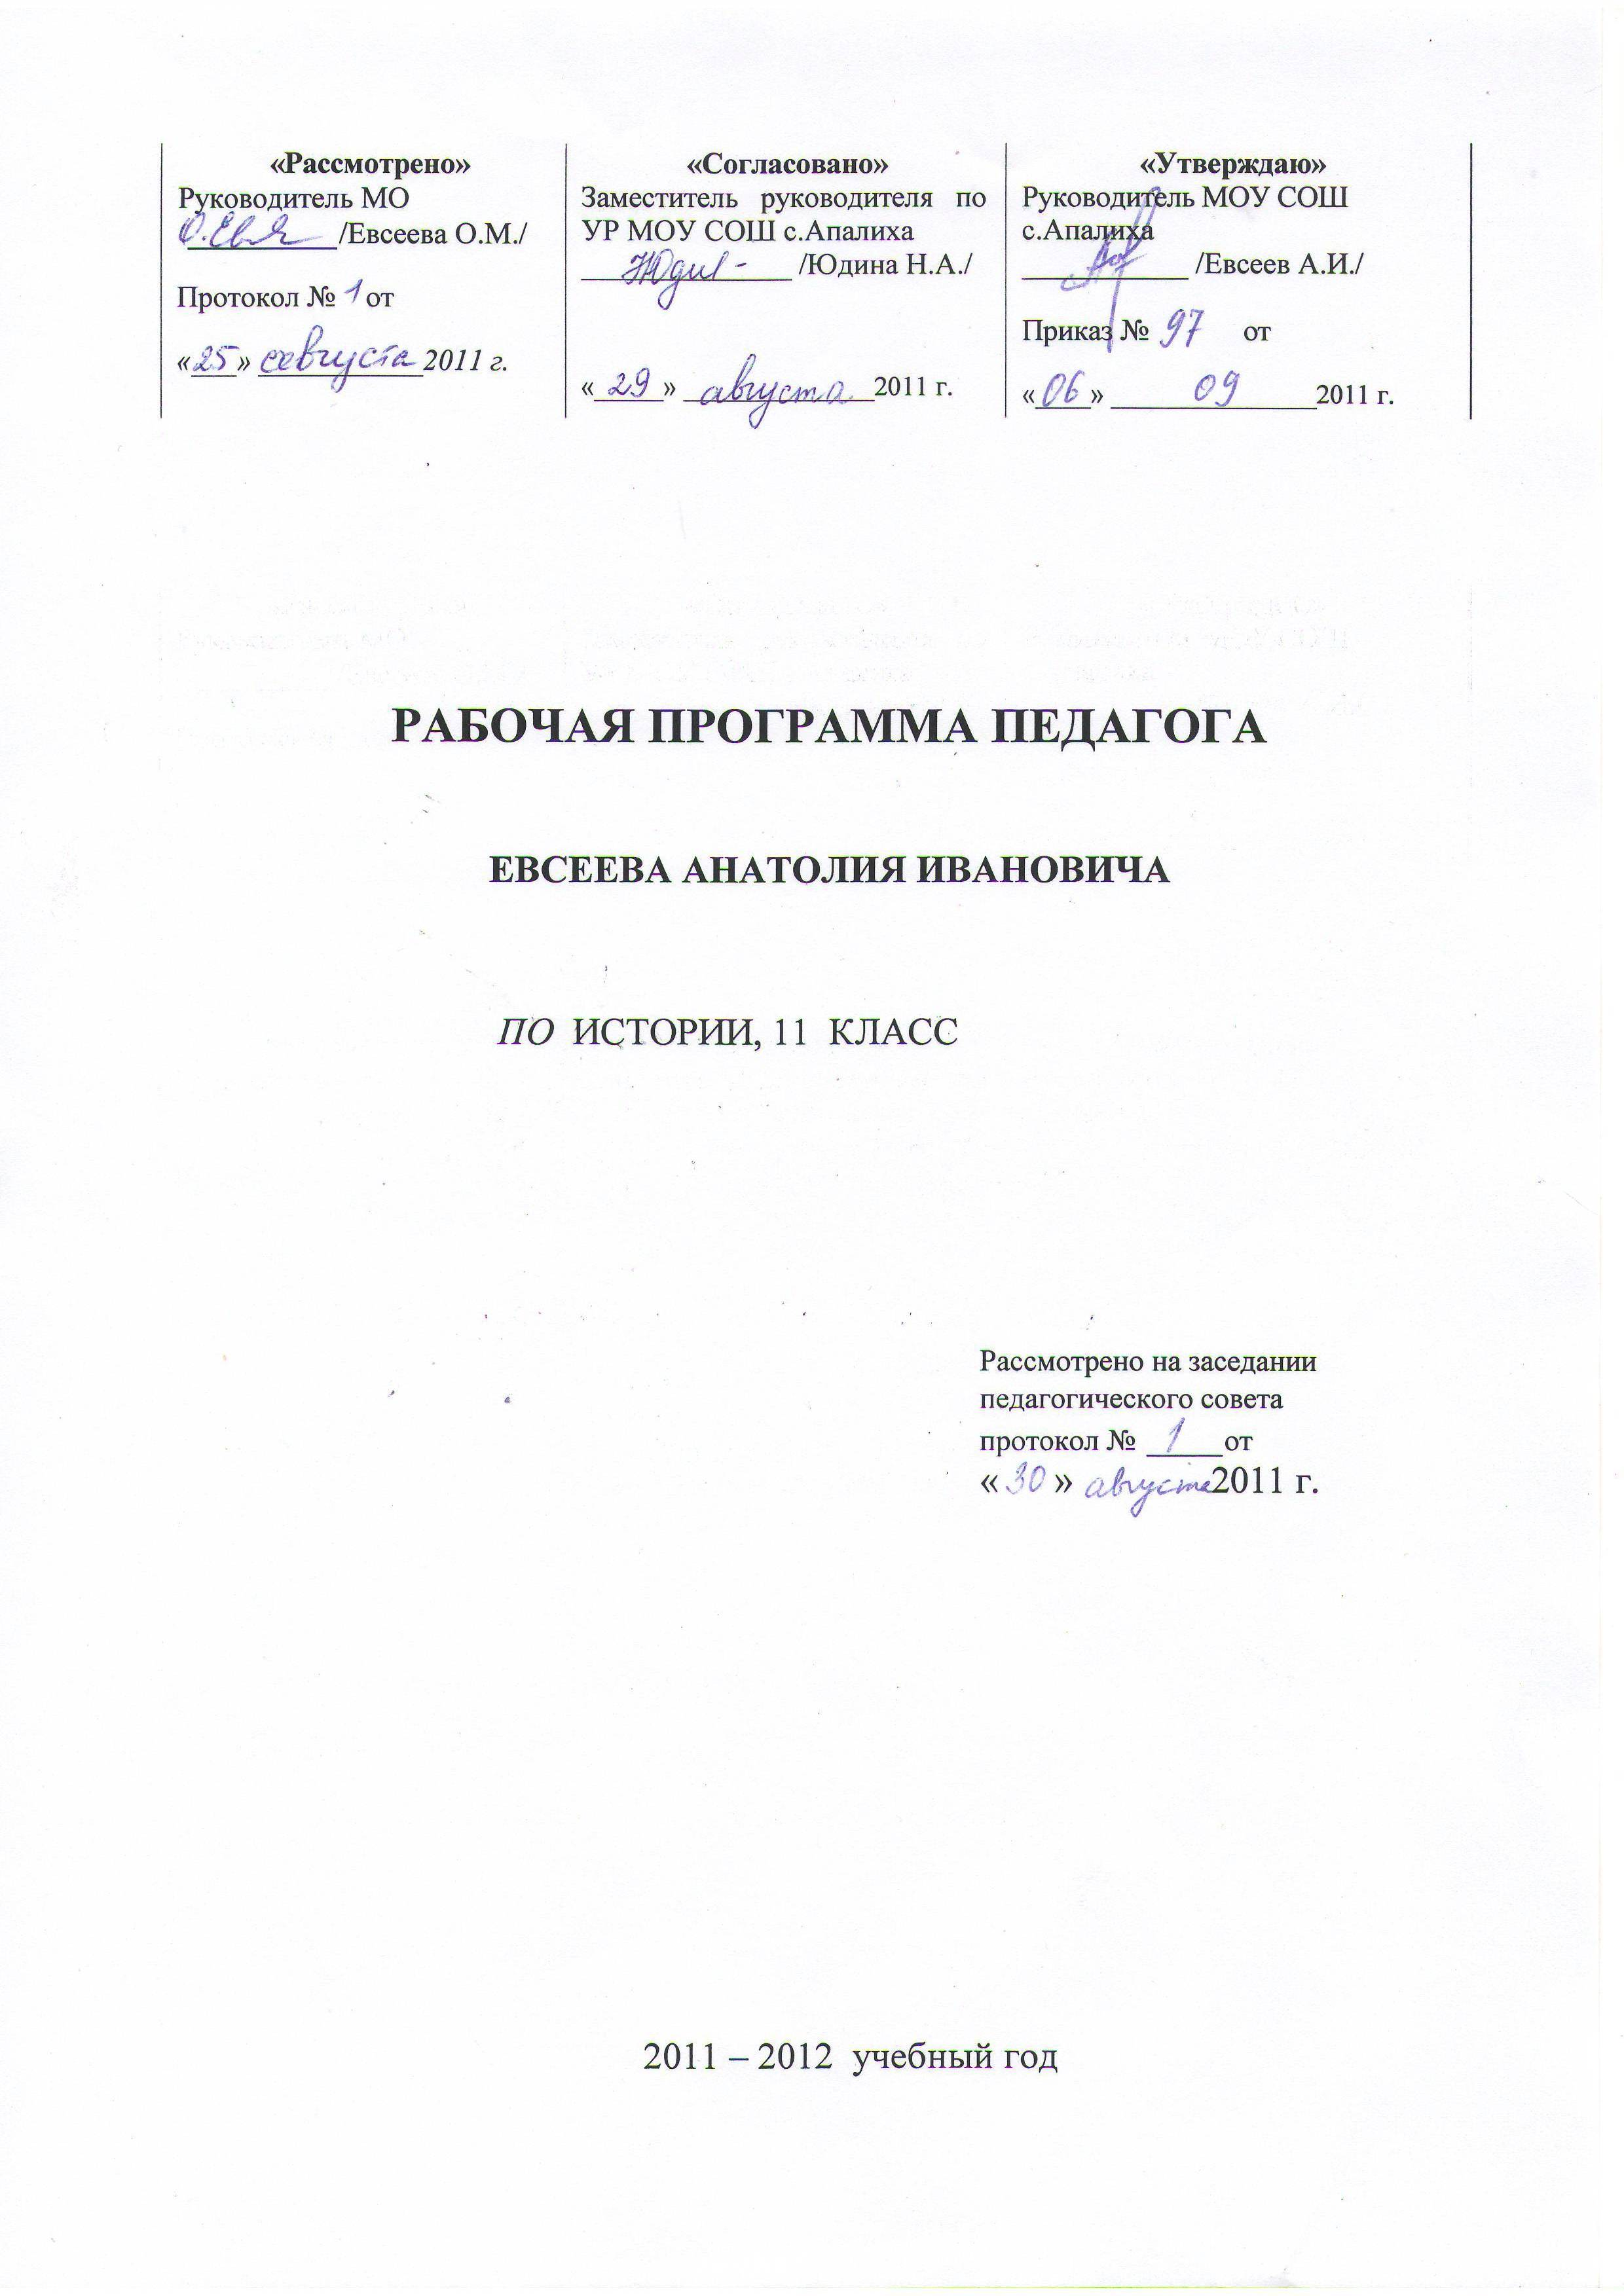 «Рассмотрено»
Руководитель МО
/Евсеева О.М./
Протокол № 1 от
«25» августа 2011 г.
«Согласовано»
Заместитель руководителя по
УР МОУ СОШ с.Апалиха
/Юдина Н.А./
«29» августа 2011 г.
«Утверждаю»
Руководитель МОУ СОШ
с.Апалиха
/Евсеев А.И./
Приказ № 97 от
«06» 09 2011 г.
РАБОЧАЯ ПРОГРАММА ПЕДАГОГА
ЕВСЕЕВА АНАТОЛИЯ ИВАНОВИЧА
ПО ИСТОРИИ, 11 КЛАСС
Рассмотрено на заседании
педагогического совета
протокол № 1 от
«30» августа 2011 г.
2011 – 2012 учебный год